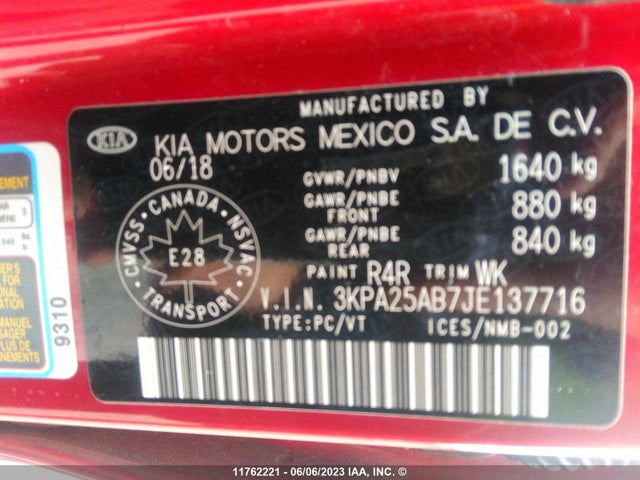 MANUFACTURED BY
KIA KIA MOTORS MEXICO S.A. DE C.V.
06/18
GVWR/PNBV 1640 kg
GAWR/PNBE FRONT 880 kg
GAWR/PNBE REAR 840 kg
CANADA
CMVSS NSVAC
E28
TRANSPORT
PAINT R4R TRIM WK
V.I.N. 3KPA25AB7JE137716
TYPE:PC/VT ICES/NMB-002
9310
EMENT
3
11762221 - 06/06/2023 IAA, INC. ©